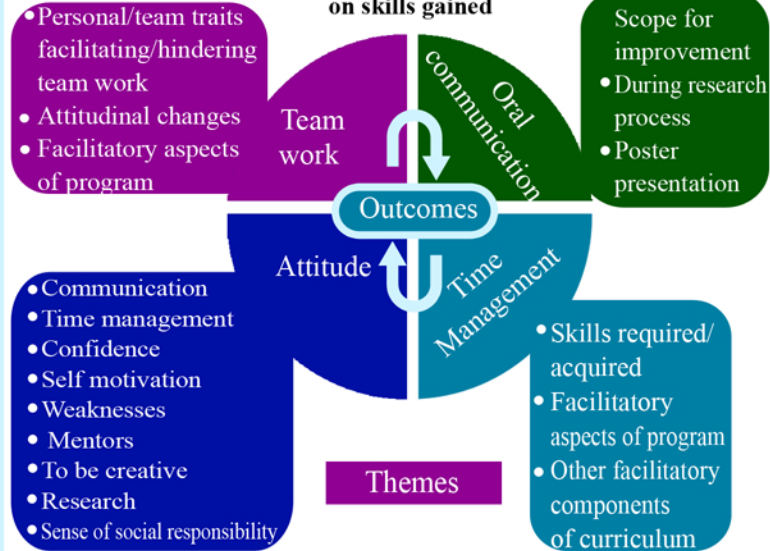 on skills gained
•Personal/team traits
facilitating/hindering
team work
• Attitudinal changes
• Facilitatory aspects
of program
Team
work
Oral
communication
Scope for
improvement
•During research
process
•Poster
presentation
Outcomes
Attitude
Time
Management
•Communication
•Time management
•Confidence
•Self motivation
•Weaknesses
• Mentors
•To be creative
•Research
•Sense of social responsibility
•Skills required/
acquired
• Facilitatory
aspects of program
• Other facilitatory
components
of curriculum
Themes